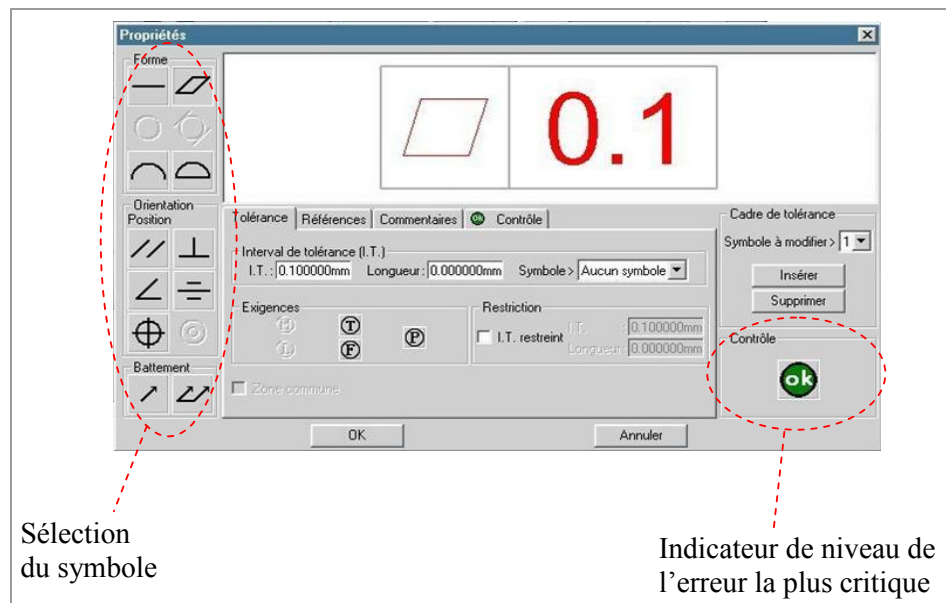 Propriétés
Forme
0.1
Orientation
Position
Battement
Tolérance Références Commentaires ok Contrôle
Interval de tolérance (I.T.)
I.T. : 0.100000mm Longueur : 0.000000mm Symbole > Aucun symbole
Exigences
M T P
L F
Restriction
I.T. restreint I.T. : 0.100000mm
Longueur : 0.000000mm
Zone commune
Cadre de tolérance
Symbole à modifier > 1
Insérer
Supprimer
Contrôle
ok
OK Annuler
Sélection
du symbole
Indicateur de niveau de
l’erreur la plus critique